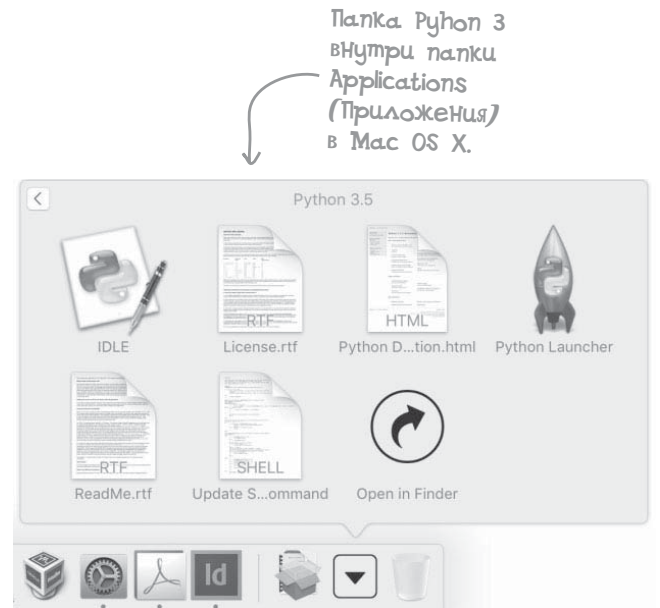 Папка Pyhon 3
внутри папки
Applications
(Приложения)
в Mac OS X.
Python 3.5
RTF
HTML
IDLE
License.rtf
Python D...tion.html
Python Launcher
RTF
SHELL
ReadMe.rtf
Update S...ommand
Open in Finder
Id